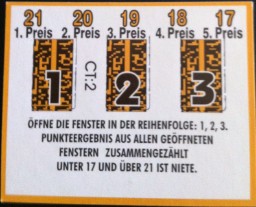 21 20 19 18 17
1. Preis 2. Preis 3. Preis 4. Preis 5. Preis
1 CT:2 2 3
ÖFFNE DIE FENSTER IN DER REIHENFOLGE: 1, 2, 3.
PUNKTEERGEBNIS AUS ALLEN GEÖFFNETEN
FENSTERN ZUSAMMENGEZÄHLT
UNTER 17 UND ÜBER 21 IST NIETE.